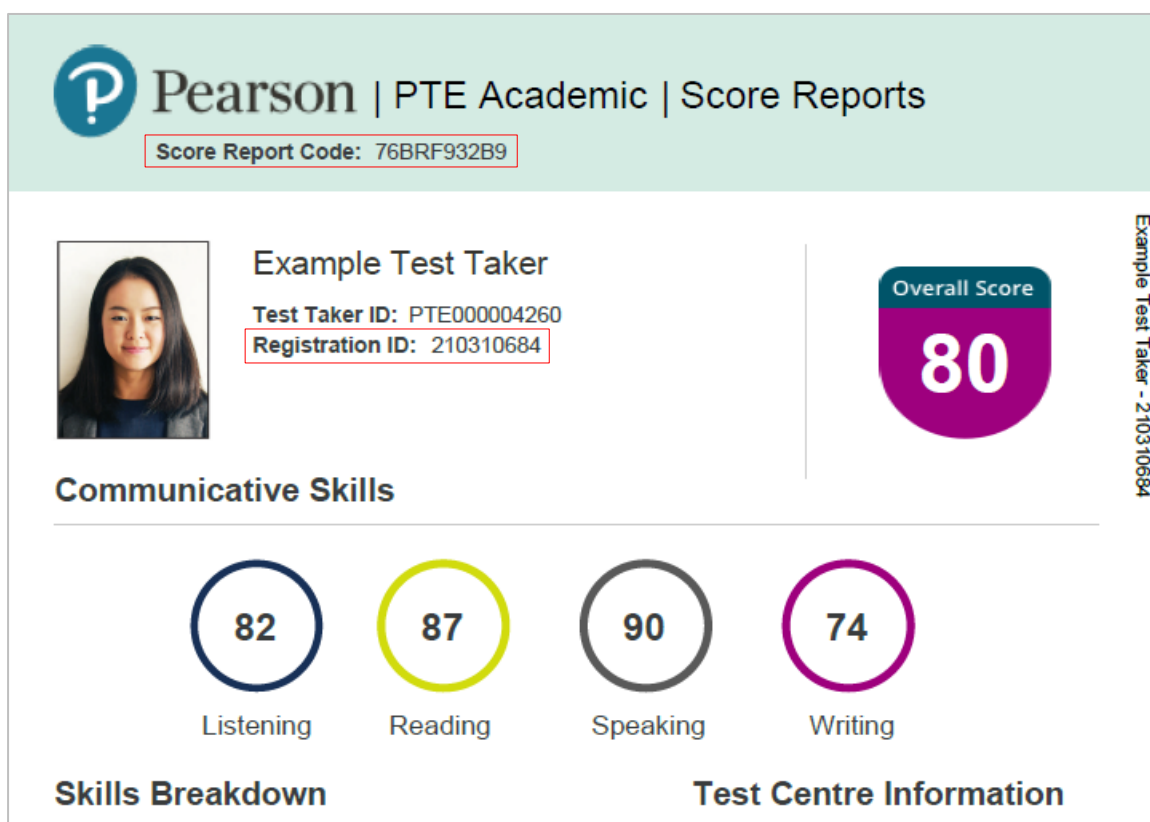 Pearson | PTE Academic | Score Reports
Score Report Code: 76BRF932B9
Example Test Taker
Test Taker ID: PTE000004260
Registration ID: 210310684
Overall Score
80
Example Test Taker - 210310684
Communicative Skills
82 87 90 74
Listening Reading Speaking Writing
Skills Breakdown Test Centre Information